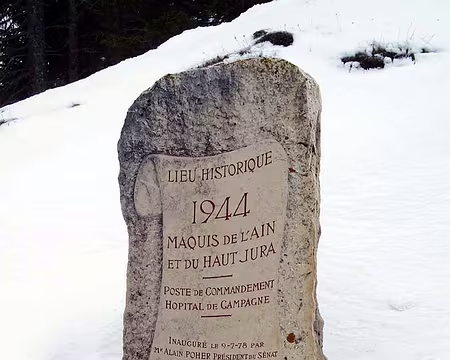 LIEU HISTORIQUE
1944
MAQUIS DE L'AIN
ET DU HAUT JURA
POSTE DE COMMANDEMENT
HOPITAL DE CAMPAGNE
INAUGURÉ LE 9-7-78 PAR
MR ALAIN POHER PRÉSIDENT DU SÉNAT